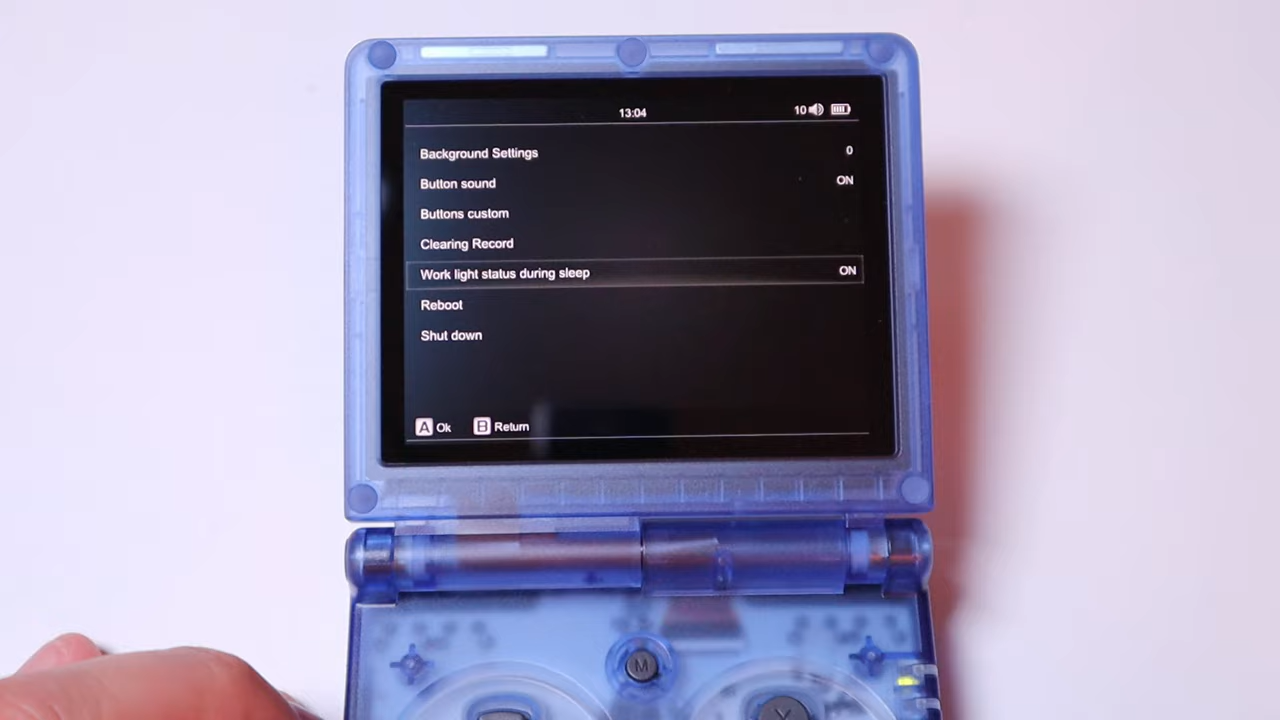 13:04 10
Background Settings 0
Button sound ON
Buttons custom
Clearing Record
Work light status during sleep ON
Reboot
Shut down
A Ok B Return
M
Y